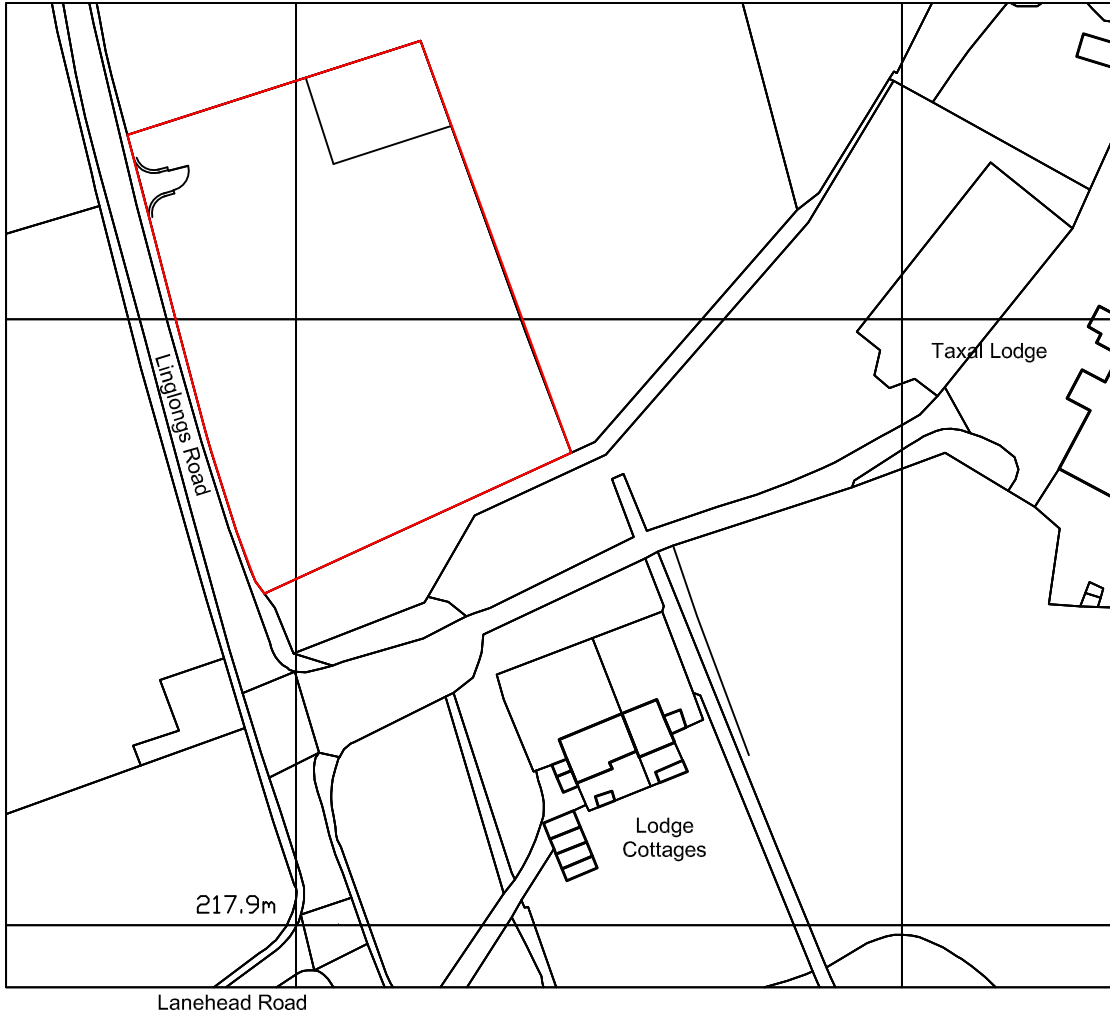 Taxal Lodge
Linglongs Road
Lodge
Cottages
217.9m
Lanehead Road